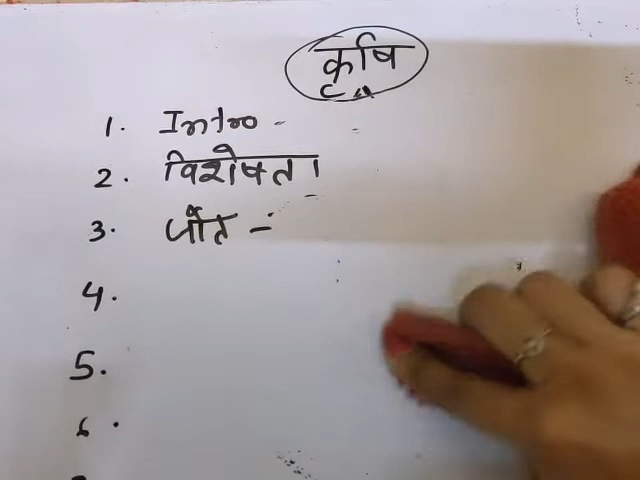 कृषि
1. Intro -
2. विशेषता
3. जोत -
4.
5.
6.